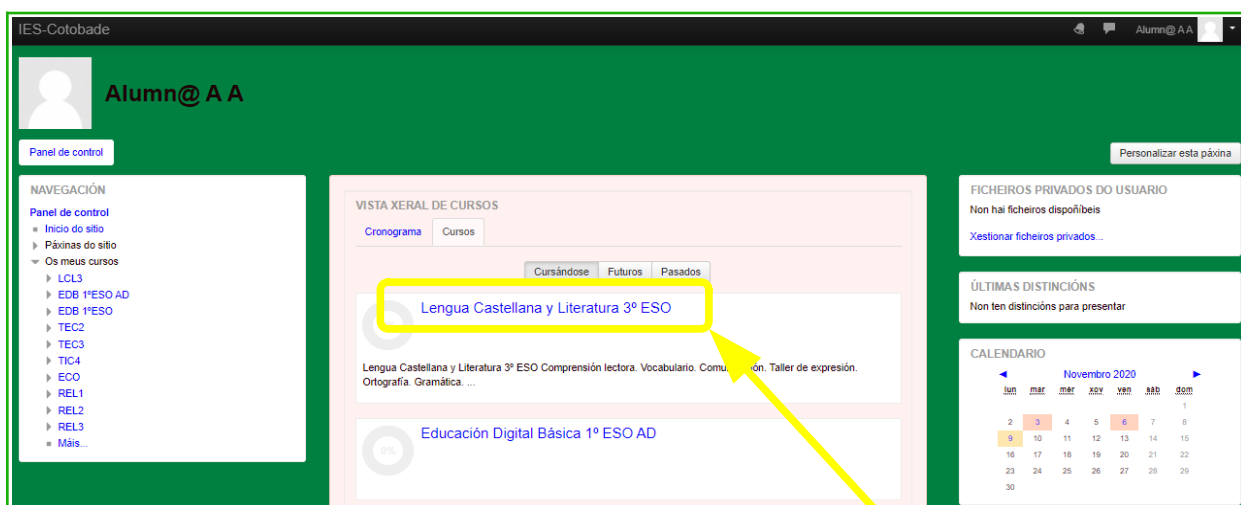 IES-Cotobade
Alumn@ A A
Alumn@ A A
Panel de control
Personalizar esta páxina
NAVEGACIÓN
Panel de control
Inicio do sitio
Páxinas do sitio
Os meus cursos
LCL3
EDB 1ºESO AD
EDB 1ºESO
TEC2
TEC3
TIC4
ECO
REL1
REL2
REL3
Máis...
VISTA XERAL DE CURSOS
Cronograma Cursos
Cursándose Futuros Pasados
Lengua Castellana y Literatura 3º ESO
Lengua Castellana y Literatura 3º ESO Comprensión lectora. Vocabulario. Taller de expresión.
Ortografía. Gramática. ...
Educación Digital Básica 1º ESO AD
0%
FICHEIROS PRIVADOS DO USUARIO
Non hai ficheiros dispoñíbeis
Xestionar ficheiros privados...
ÚLTIMAS DISTINCIÓNS
Non ten distincións para presentar
CALENDARIO
Novembro 2020
lun mar mér xov ven sáb dom
1
2 3 4 5 6 7 8
9 10 11 12 13 14 15
16 17 18 19 20 21 22
23 24 25 26 27 28 29
30